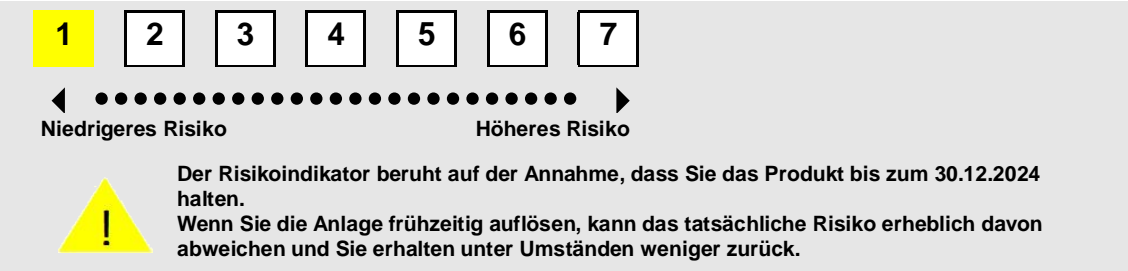 1 2 3 4 5 6 7
Niedrigeres Risiko Höheres Risiko
Der Risikoindikator beruht auf der Annahme, dass Sie das Produkt bis zum 30.12.2024
halten.
Wenn Sie die Anlage frühzeitig auflösen, kann das tatsächliche Risiko erheblich davon
abweichen und Sie erhalten unter Umständen weniger zurück.
!